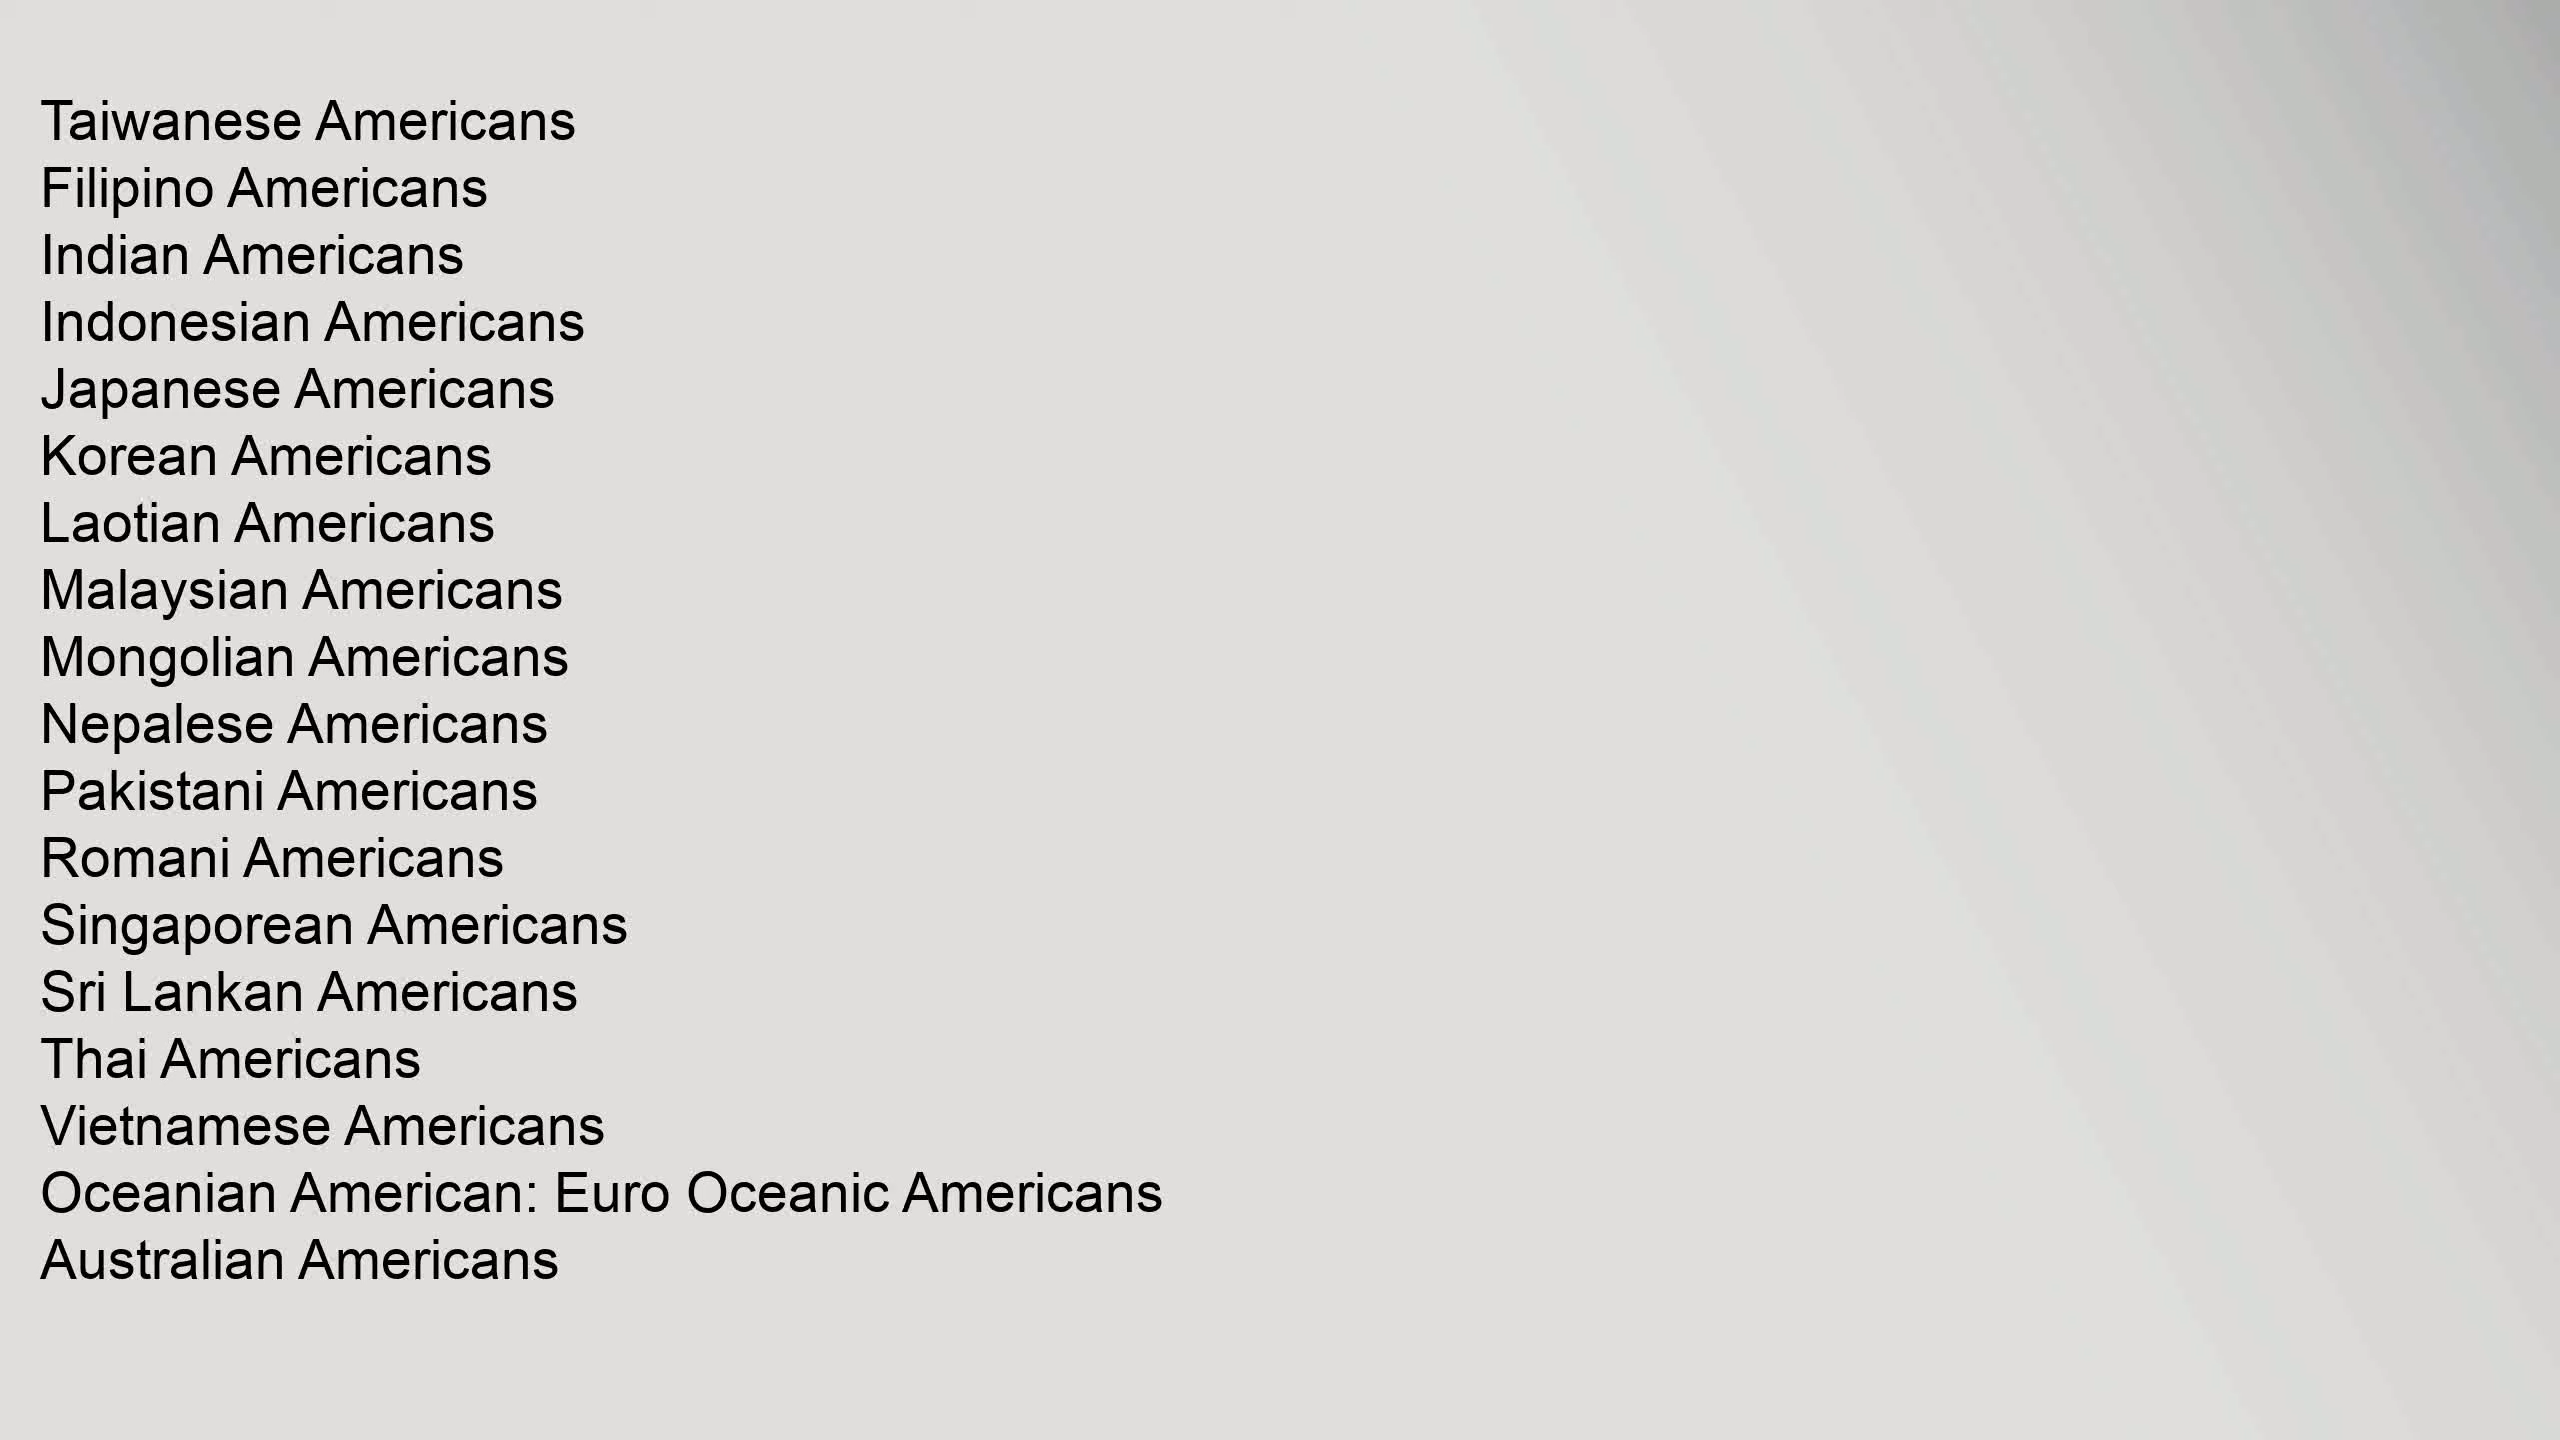 Taiwanese Americans
Filipino Americans
Indian Americans
Indonesian Americans
Japanese Americans
Korean Americans
Laotian Americans
Malaysian Americans
Mongolian Americans
Nepalese Americans
Pakistani Americans
Romani Americans
Singaporean Americans
Sri Lankan Americans
Thai Americans
Vietnamese Americans
Oceanian American: Euro Oceanic Americans
Australian Americans